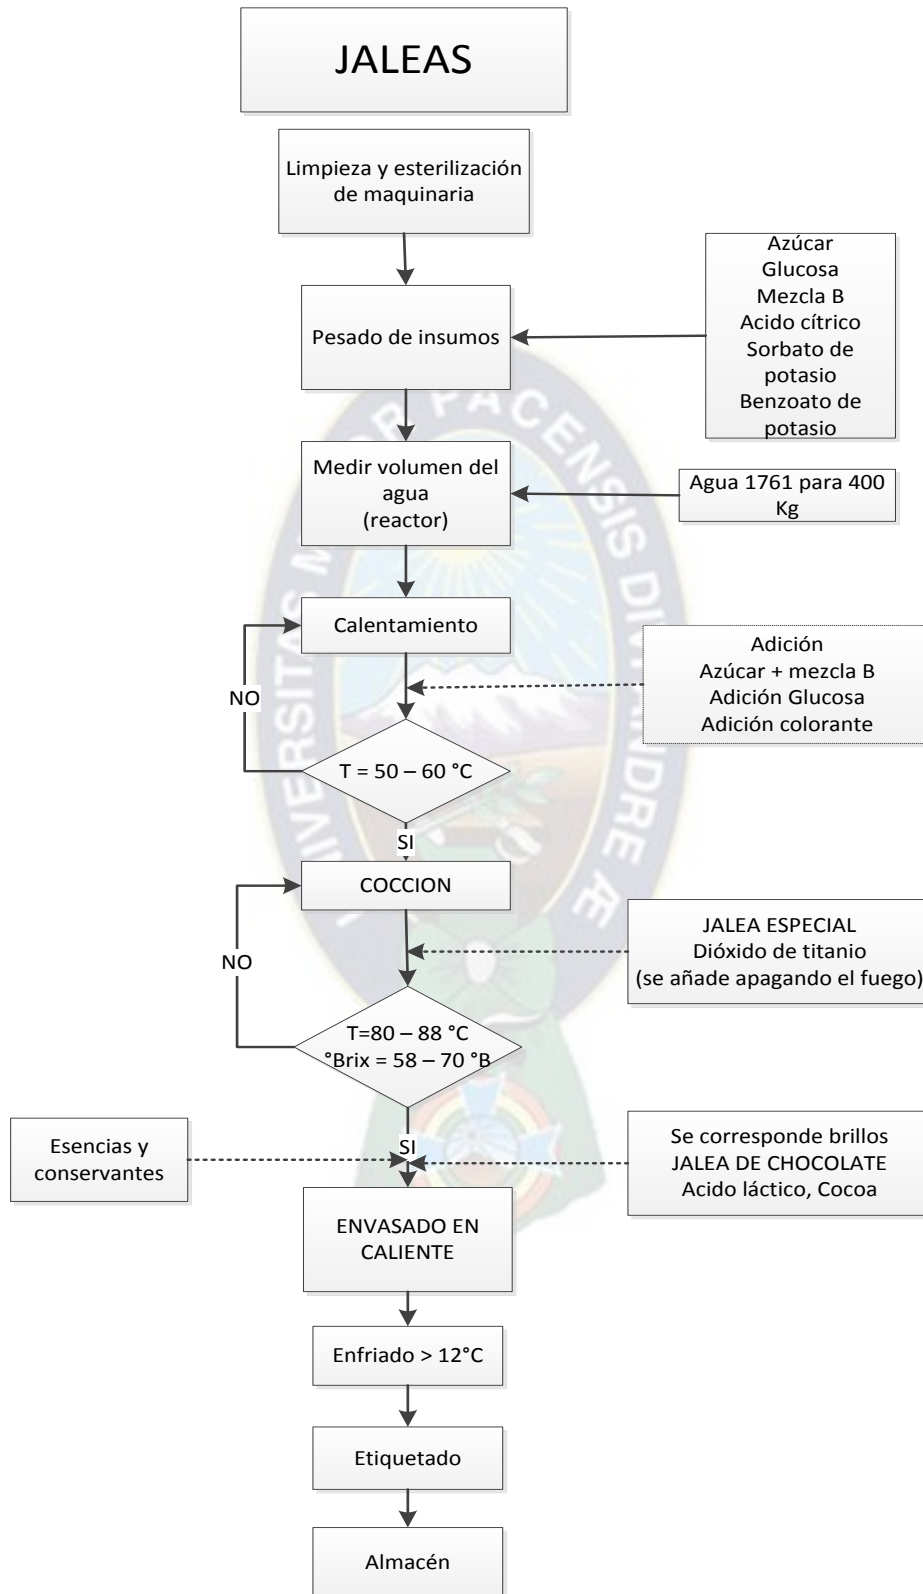 JALEAS
Limpieza y esterilización
de maquinaria
Azúcar
Glucosa
Mezcla B
Acido cítrico
Sorbato de
potasio
Benzoato de
potasio
Pesado de insumos
Medir volumen del
agua
(reactor)
Agua 1761 para 400
Kg
Calentamiento
Adición
Azúcar + mezcla B
Adición Glucosa
Adición colorante
NO
T = 50 – 60 °C
SI
COCCION
JALEA ESPECIAL
Dióxido de titanio
(se añade apagando el fuego)
NO
T=80 – 88 °C
°Brix = 58 – 70 °B
SI
Esencias y
conservantes
Se corresponde brillos
JALEA DE CHOCOLATE
Acido láctico, Cocoa
ENVASADO EN
CALIENTE
Enfriado > 12°C
Etiquetado
Almacén